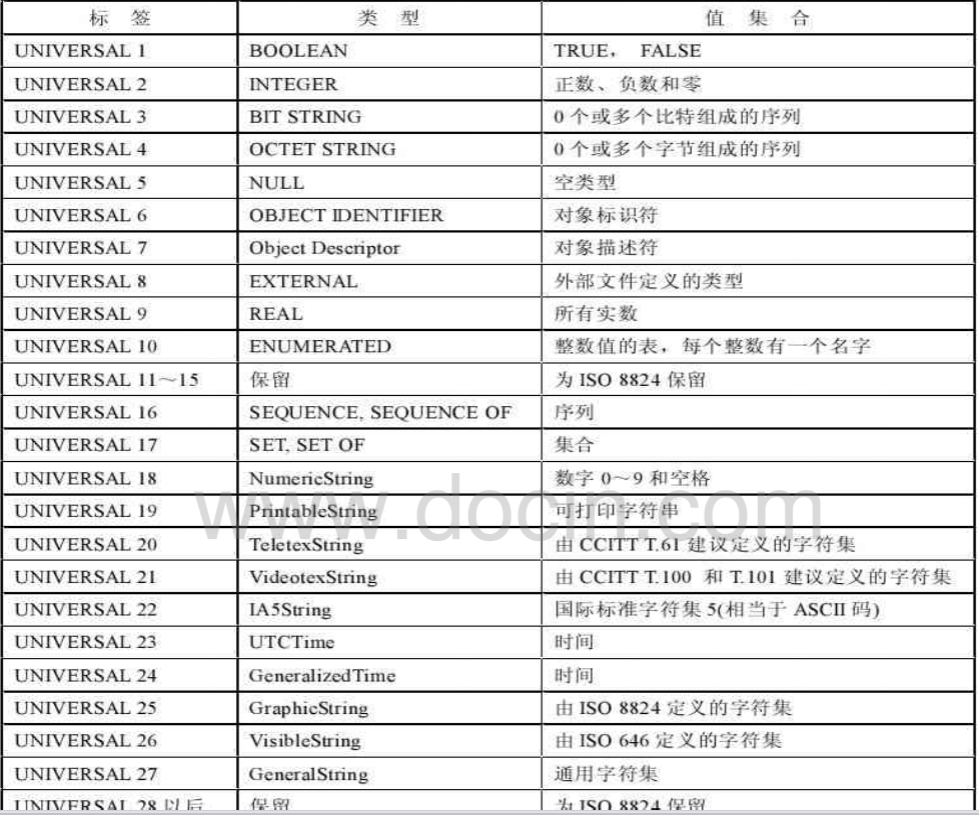 标 签 类 型 值 集 合
UNIVERSAL 1 BOOLEAN TRUE， FALSE
UNIVERSAL 2 INTEGER 正数、负数和零
UNIVERSAL 3 BIT STRING 0 个或多个比特组成的序列
UNIVERSAL 4 OCTET STRING 0 个或多个字节组成的序列
UNIVERSAL 5 NULL 空类型
UNIVERSAL 6 OBJECT IDENTIFIER 对象标识符
UNIVERSAL 7 Object Descriptor 对象描述符
UNIVERSAL 8 EXTERNAL 外部文件定义的类型
UNIVERSAL 9 REAL 所有实数
UNIVERSAL 10 ENUMERATED 整数值的表，每个整数有一个名字
UNIVERSAL 11～15 保留 为 ISO 8824 保留
UNIVERSAL 16 SEQUENCE, SEQUENCE OF 序列
UNIVERSAL 17 SET, SET OF 集合
UNIVERSAL 18 NumericString 数字 0～9 和空格
UNIVERSAL 19 PrintableString 可打印字符串
www.docin.com
UNIVERSAL 20 TeletexString 由 CCITT T.61 建议定义的字符集
UNIVERSAL 21 VideotexString 由 CCITT T.100 和 T.101 建议定义的字符集
UNIVERSAL 22 IA5String 国际标准字符集 5(相当于 ASCII 码)
UNIVERSAL 23 UTCTime 时间
UNIVERSAL 24 GeneralizedTime 时间
UNIVERSAL 25 GraphicString 由 ISO 8824 定义的字符集
UNIVERSAL 26 VisibleString 由 ISO 646 定义的字符集
UNIVERSAL 27 GeneralString 通用字符集
UNIVERSAL 28 以后 保留 为 ISO 8824 保留